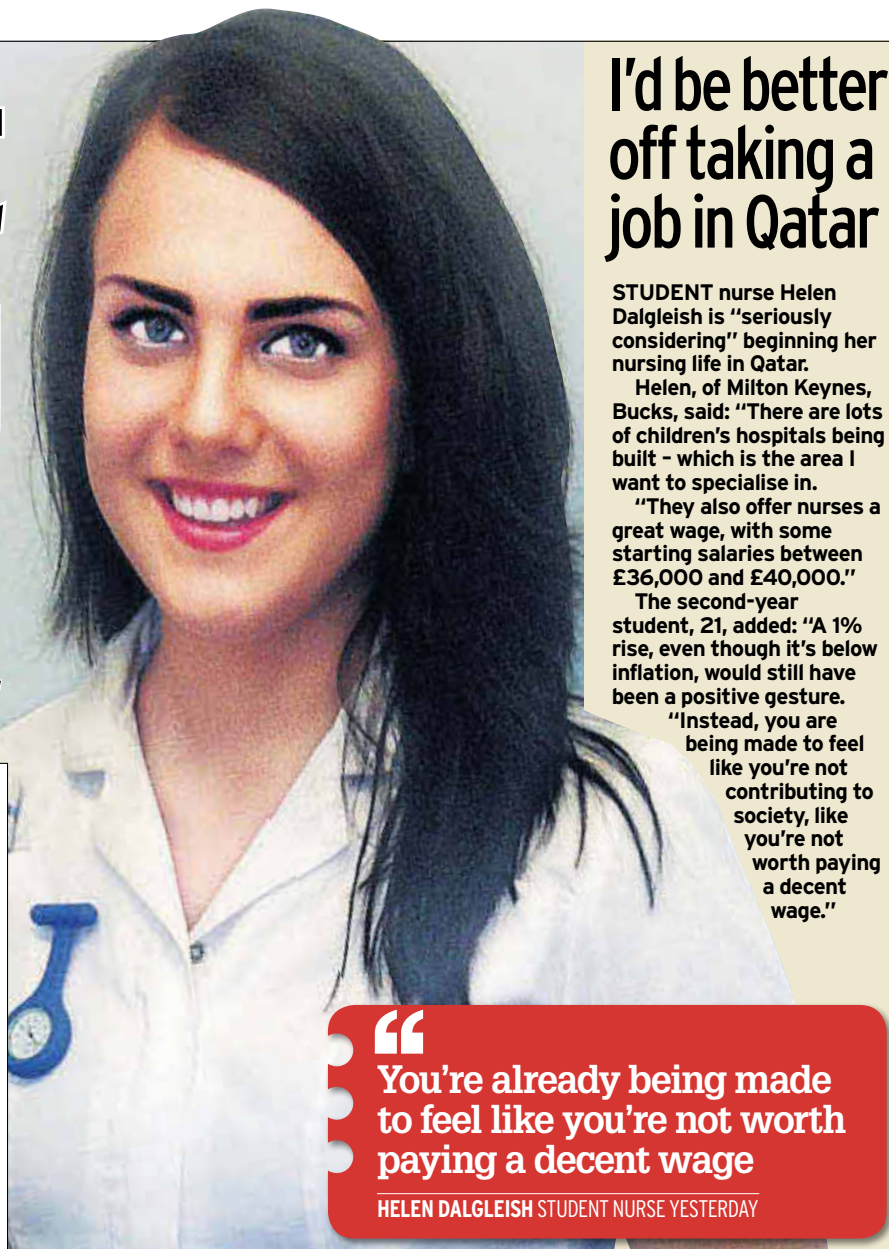 I'd be better
off taking a
job in Qatar
STUDENT nurse Helen
Dalgleish is "seriously
considering" beginning her
nursing life in Qatar.
Helen, of Milton Keynes,
Bucks, said: "There are lots
of children's hospitals being
built – which is the area I
want to specialise in.
"They also offer nurses a
great wage, with some
starting salaries between
£36,000 and £40,000."
The second-year
student, 21, added: "A 1%
rise, even though it's below
inflation, would still have
been a positive gesture.
"Instead, you are
being made to feel
like you're not
contributing to
society, like
you're not
worth paying
a decent
wage."
“
You're already being made
to feel like you're not worth
paying a decent wage
HELEN DALGLEISH STUDENT NURSE YESTERDAY